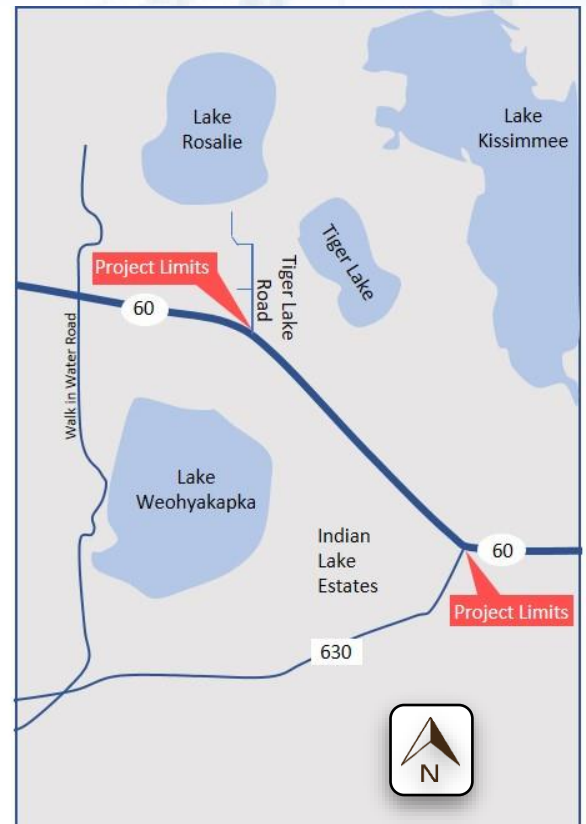 Lake
Rosalie
Lake
Kissimmee
Tiger Lake
Project Limits
Tiger Lake
Road
60
Walk in Water Road
Lake
Weohyakapka
Indian
Lake
Estates
60
Project Limits
630
N